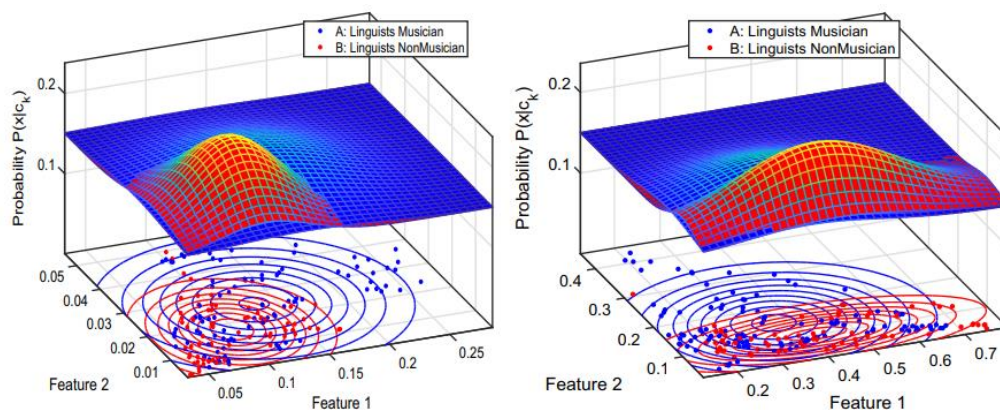 A: Linguists Musician
B: Linguists NonMusician
Probability P(x|c_k)
0.2
0.1
0.05
0.04
0.03
0.02
0.01
Feature 2
0.05
0.1
0.15
0.2
0.25
Feature 1
A: Linguists Musician
B: Linguists NonMusician
Probability P(x|c_k)
0.2
0.1
0.4
0.3
0.2
0.1
Feature 2
0.2
0.3
0.4
0.5
0.6
0.7
Feature 1